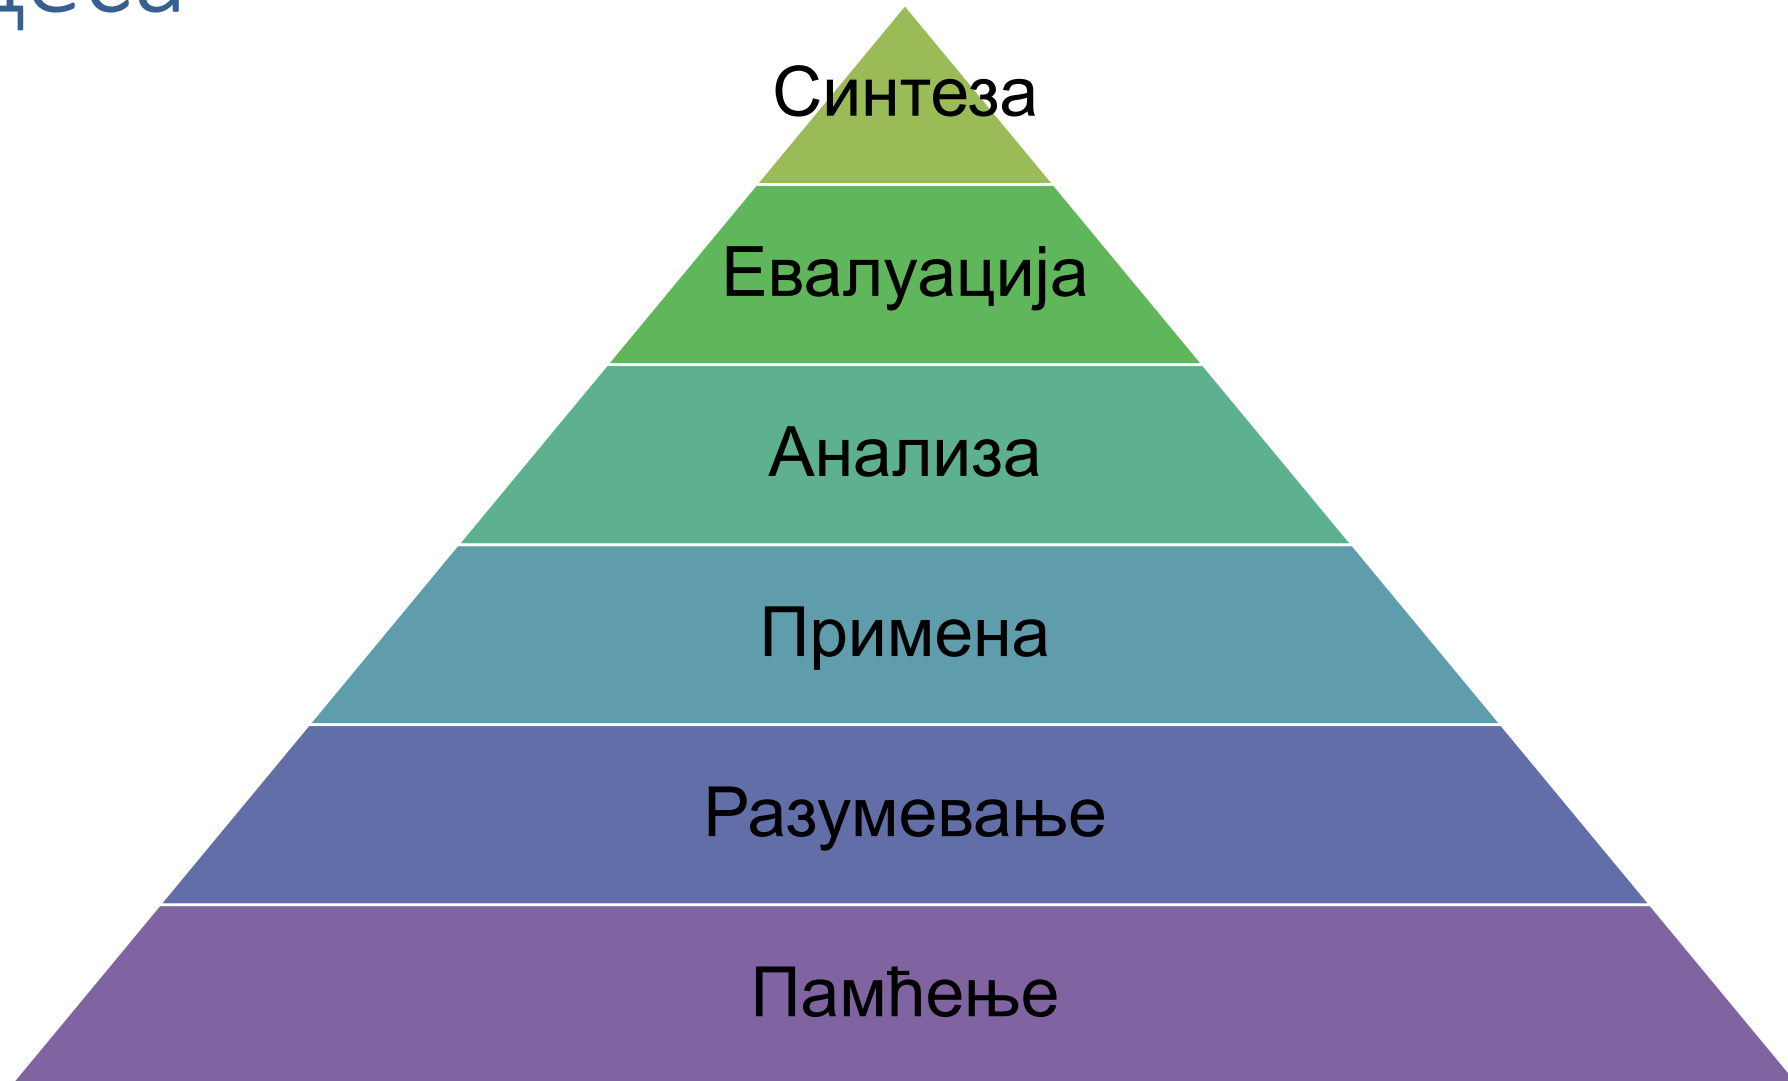 Синтеза
Евалуација
Анализа
Примена
Разумевање
Памћење